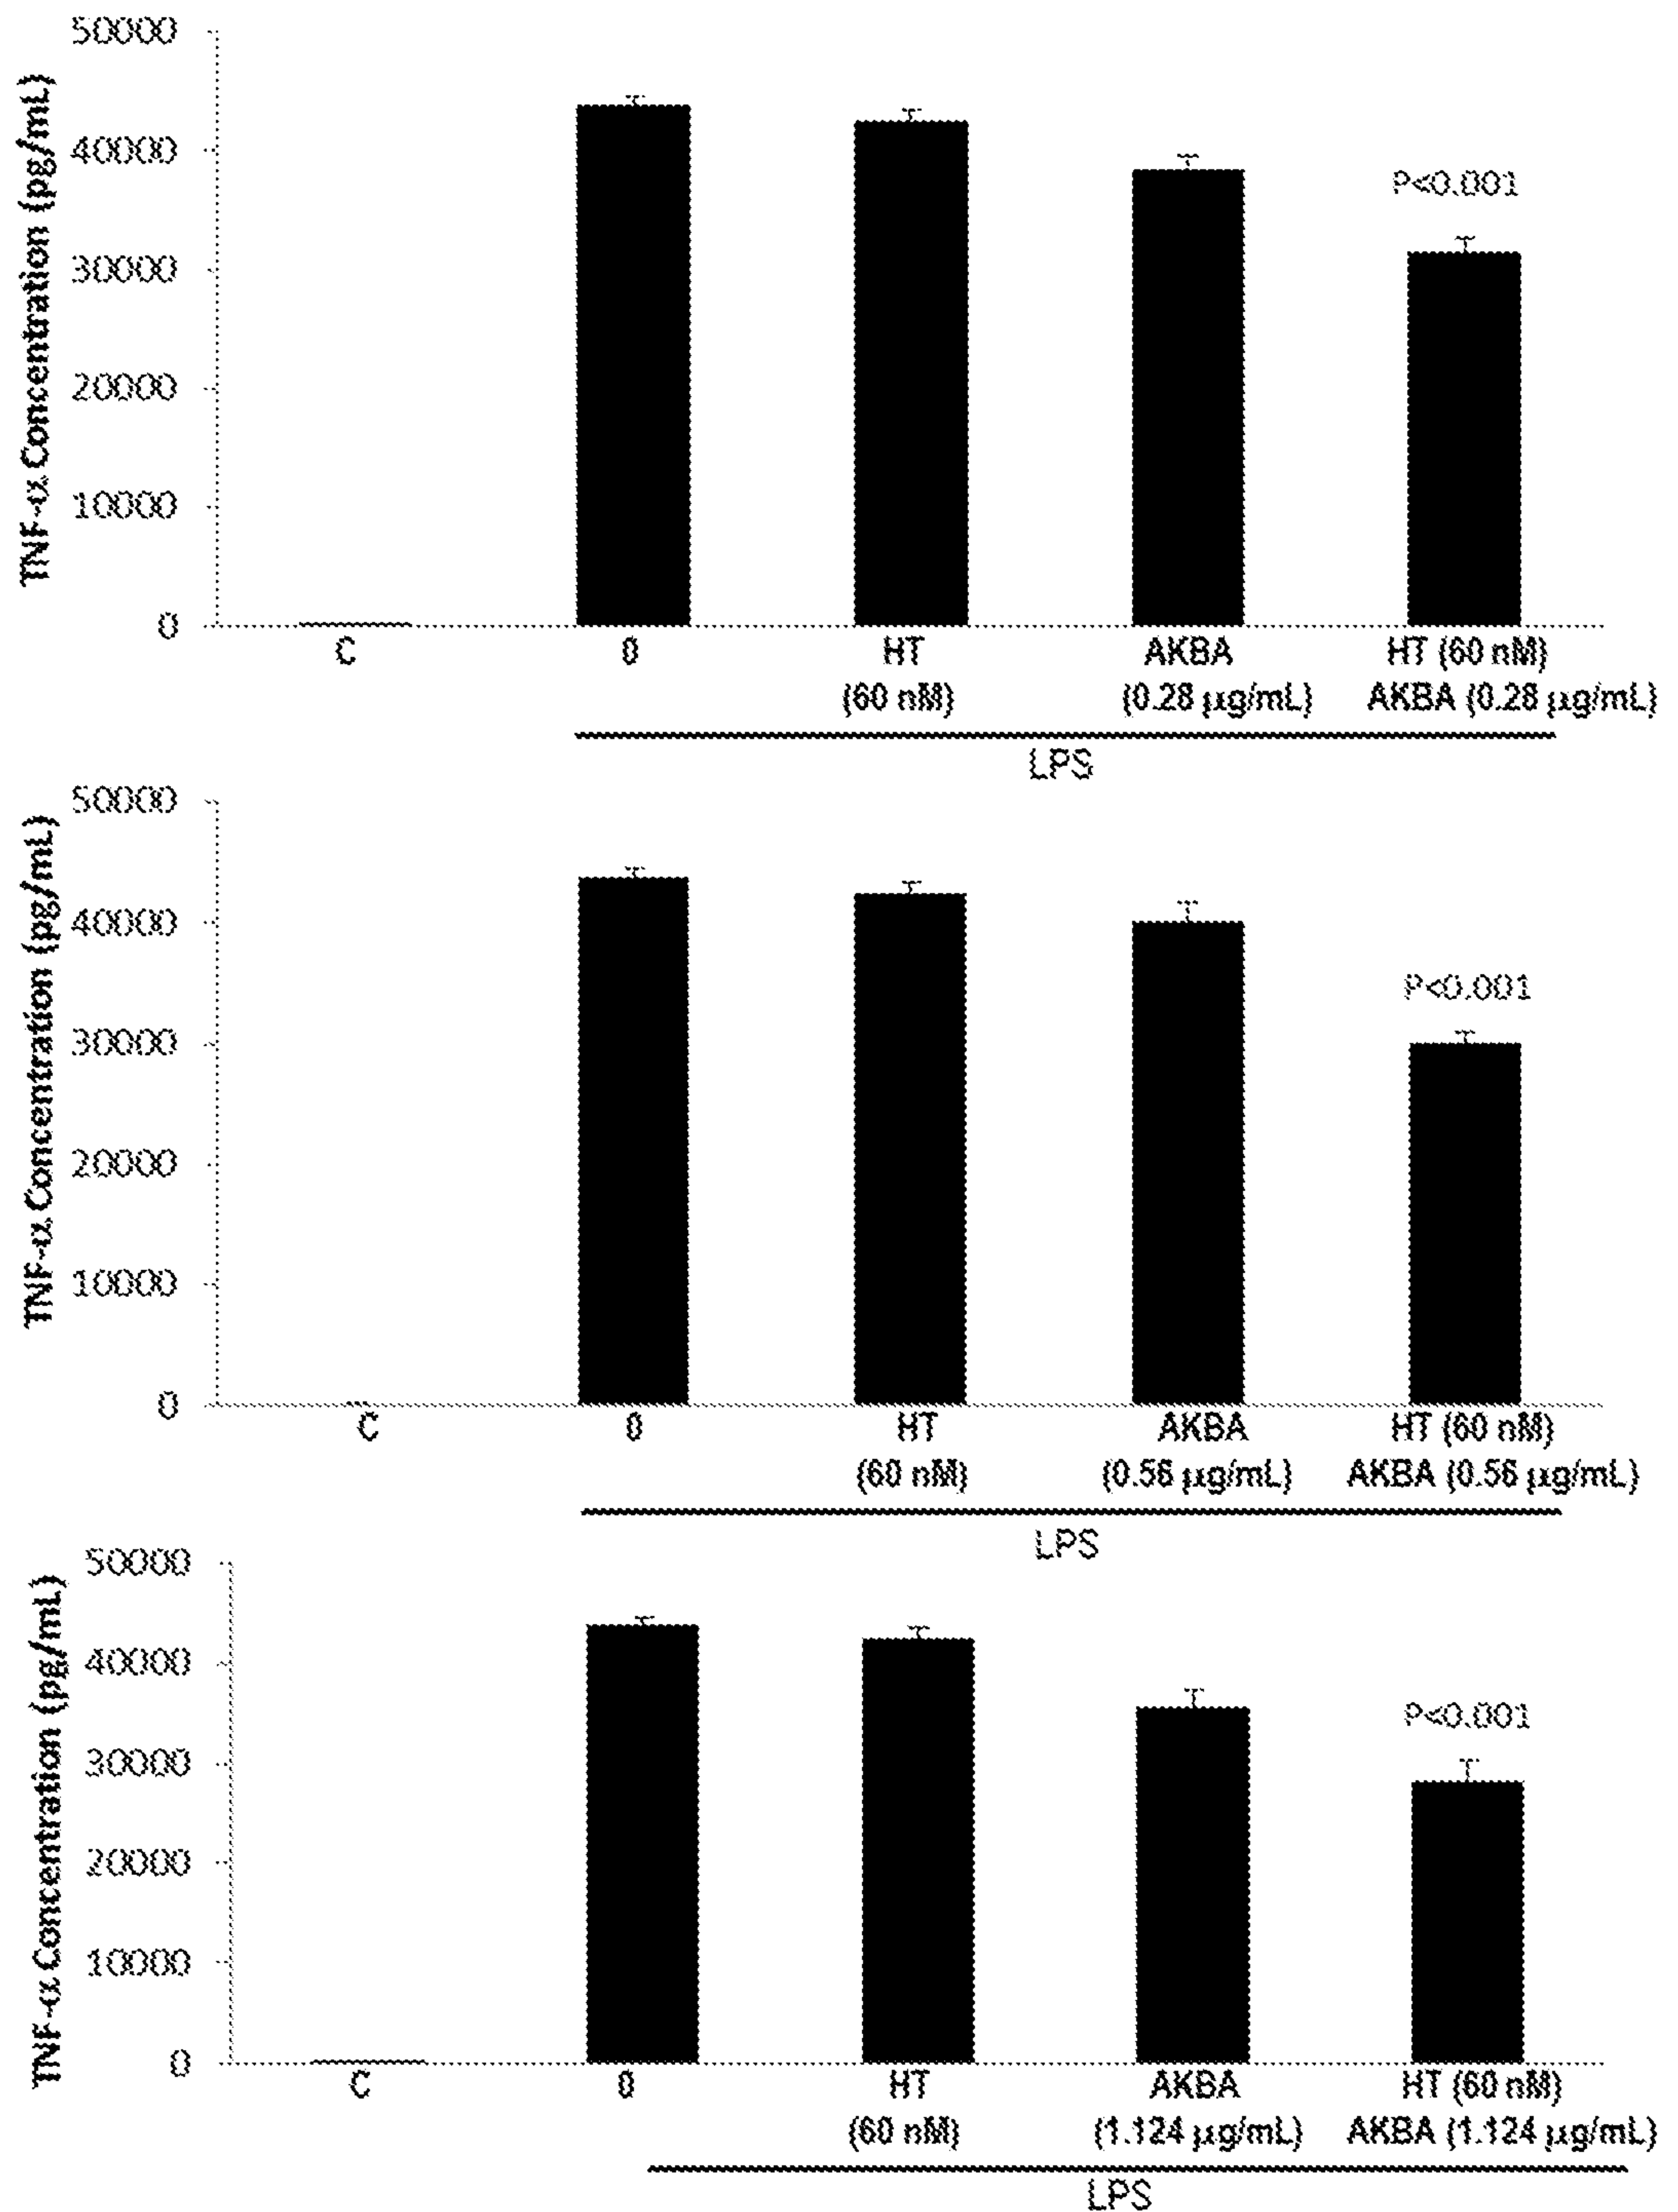 TNF-α Concentration (pg/mL)
50000
40000
30000
20000
10000
0
P<0.001
C 0 HT AKBA HT (60 nM)
(60 nM) (0.28 μg/mL) AKBA (0.28 μg/mL)
LPS
TNF-α Concentration (pg/mL)
50000
40000
30000
20000
10000
0
P<0.001
C 0 HT AKBA HT (60 nM)
(60 nM) (0.56 μg/mL) AKBA (0.56 μg/mL)
LPS
TNF-α Concentration (pg/mL)
50000
40000
30000
20000
10000
0
P<0.001
C 0 HT AKBA HT (60 nM)
(60 nM) (1.124 μg/mL) AKBA (1.124 μg/mL)
LPS